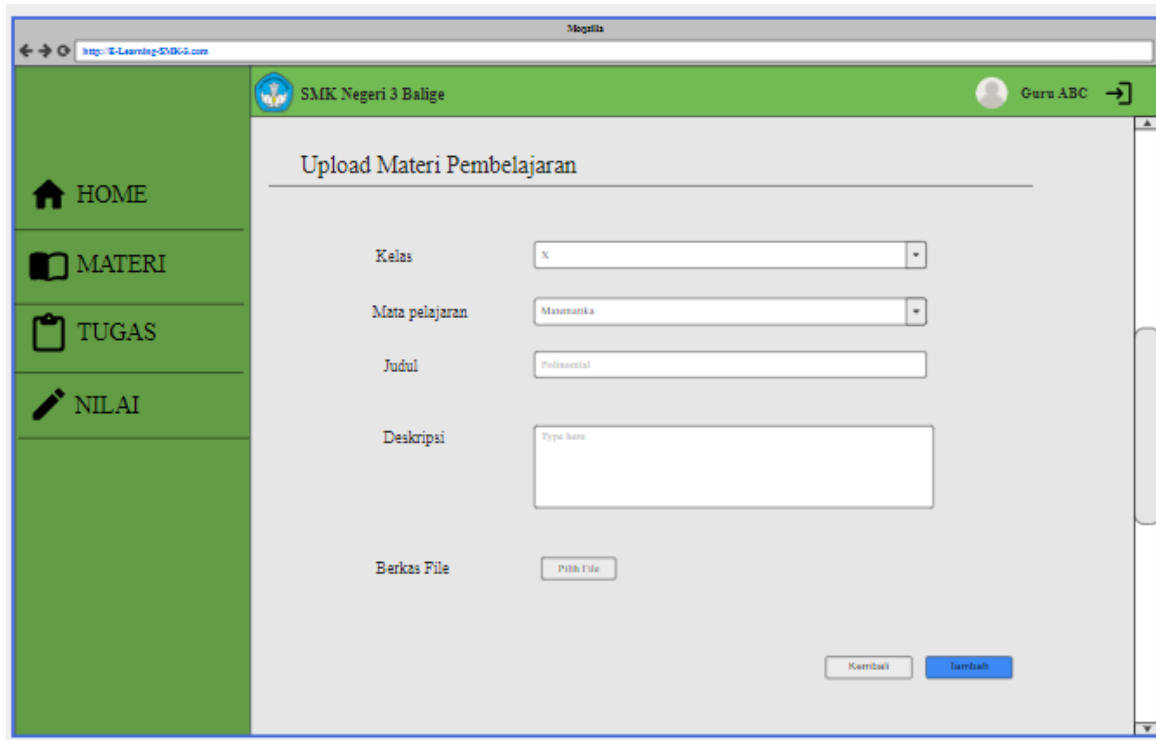 Mogzilla
http://E-Learning-SMK-3.com
SMK Negeri 3 Balige
Guru ABC
HOME
MATERI
TUGAS
NILAI
Upload Materi Pembelajaran
Kelas
X
Mata pelajaran
Matematika
Judul
Polinomial
Deskripsi
Type here
Berkas File
Pilih File
Kembali
Tambah